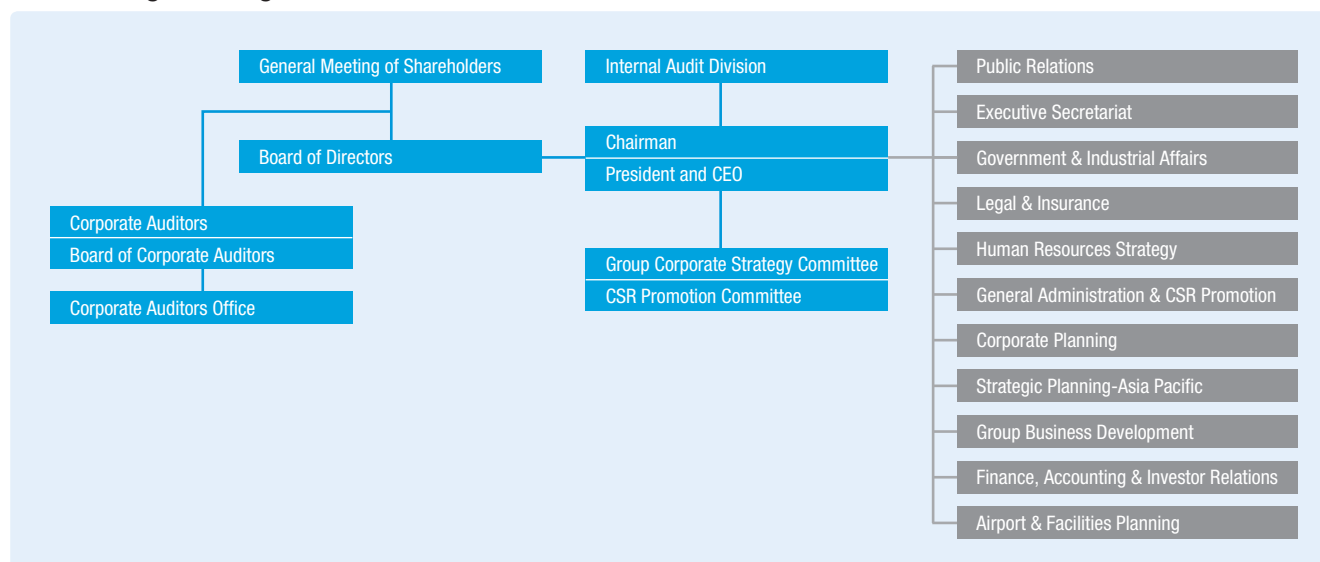 General Meeting of Shareholders
Board of Directors
Corporate Auditors
Board of Corporate Auditors
Corporate Auditors Office
Internal Audit Division
Chairman
President and CEO
Group Corporate Strategy Committee
CSR Promotion Committee
Public Relations
Executive Secretariat
Government & Industrial Affairs
Legal & Insurance
Human Resources Strategy
General Administration & CSR Promotion
Corporate Planning
Strategic Planning-Asia Pacific
Group Business Development
Finance, Accounting & Investor Relations
Airport & Facilities Planning